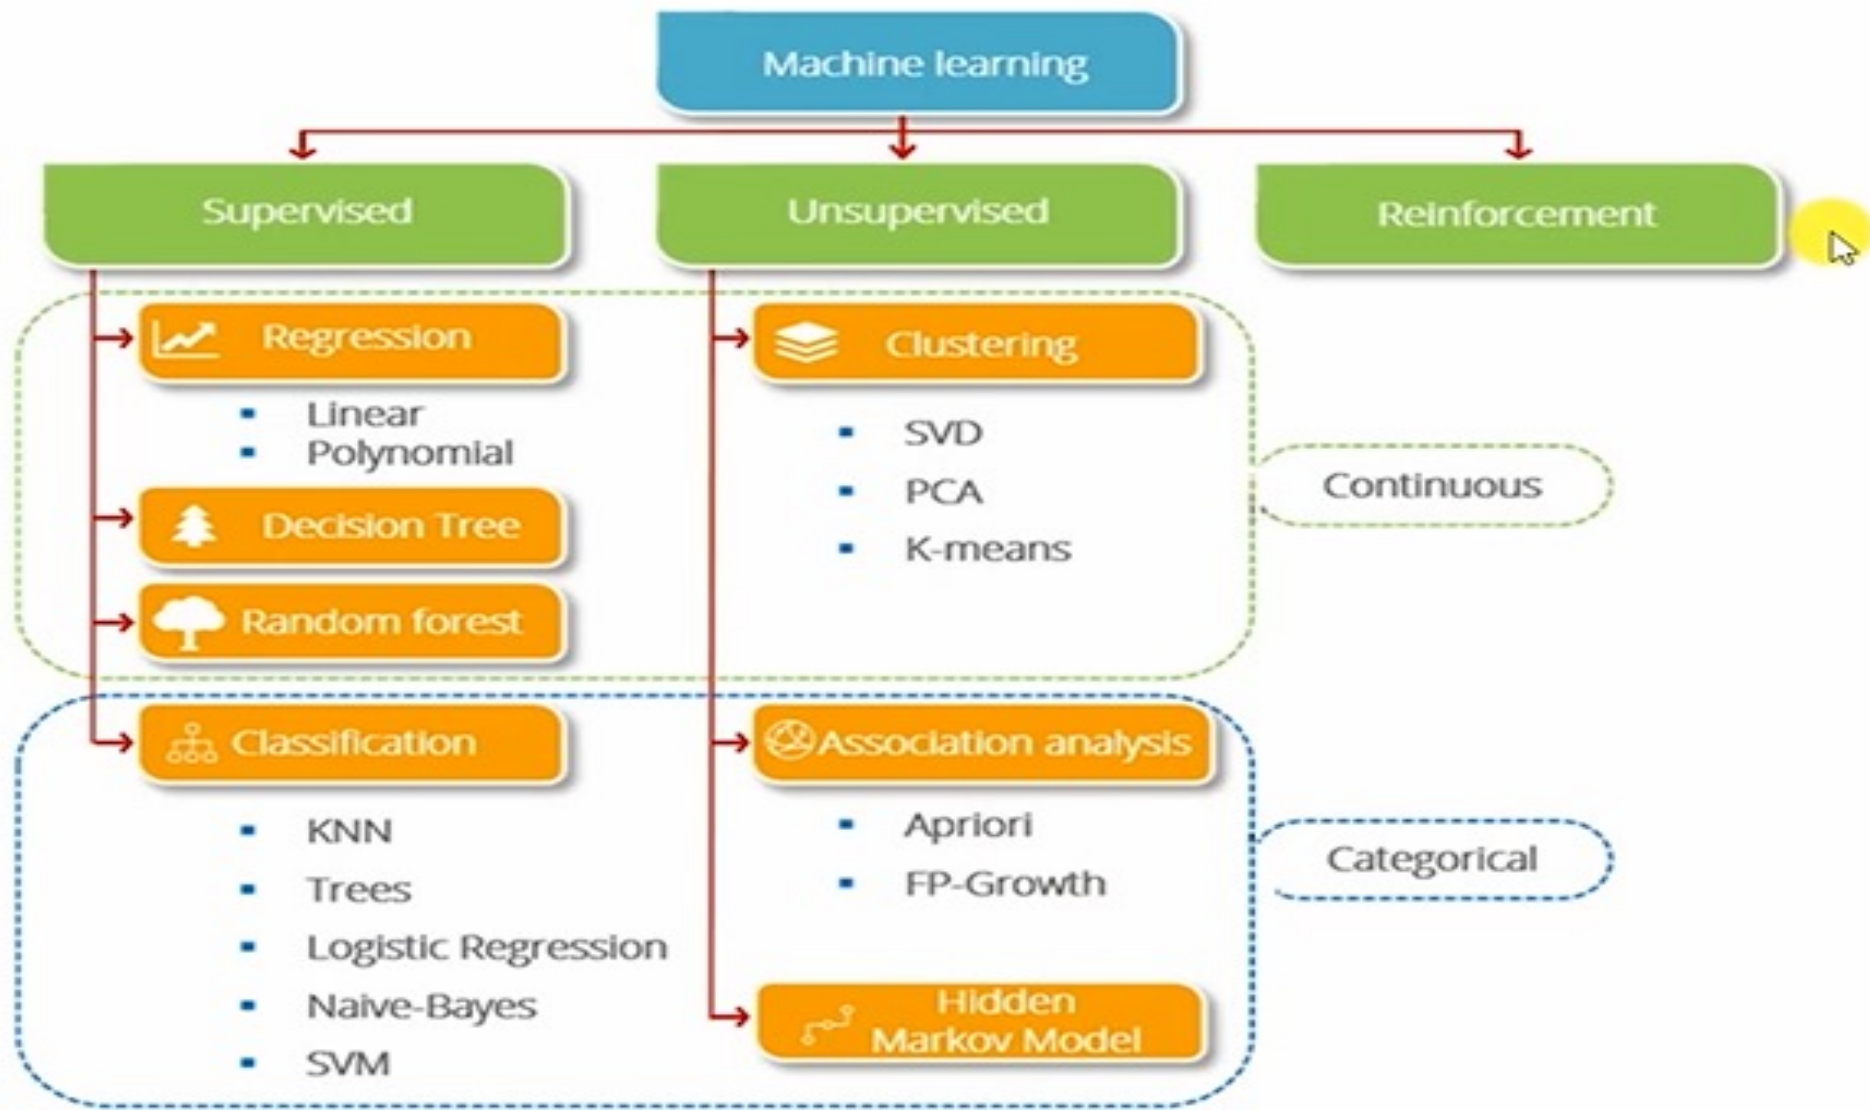 Machine learning
Supervised
Unsupervised
Reinforcement
Regression
Linear
Polynomial
Decision Tree
Random forest
Clustering
SVD
PCA
K-means
Continuous
Classification
KNN
Trees
Logistic Regression
Naive-Bayes
SVM
Association analysis
Apriori
FP-Growth
Hidden
Markov Model
Categorical